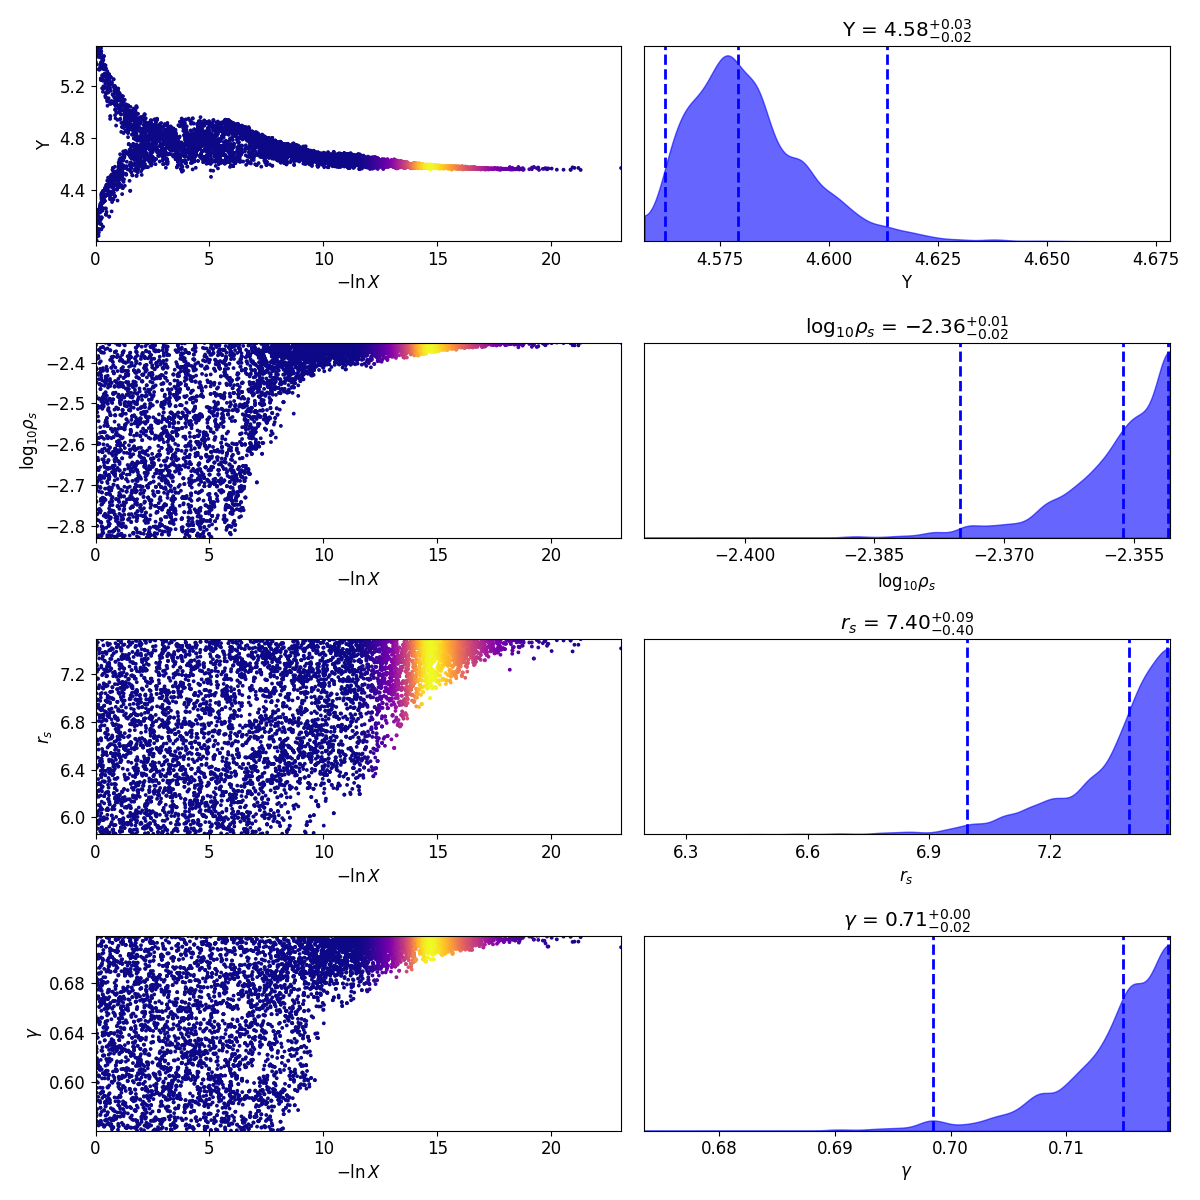 Y = 4.58+0.03−0.02
5.2
4.8
4.4
Y
0 5 10 15 20
−ln X
4.575 4.600 4.625 4.650 4.675
Y
log10ρs = −2.36+0.01−0.02
−2.4
−2.5
−2.6
−2.7
−2.8
log10ρs
0 5 10 15 20
−ln X
−2.400 −2.385 −2.370 −2.355
log10ρs
rs = 7.40+0.09−0.40
7.2
6.8
6.4
6.0
rs
0 5 10 15 20
−ln X
6.3 6.6 6.9 7.2
rs
γ = 0.71+0.00−0.02
0.68
0.64
0.60
γ
0 5 10 15 20
−ln X
0.68 0.69 0.70 0.71
γ